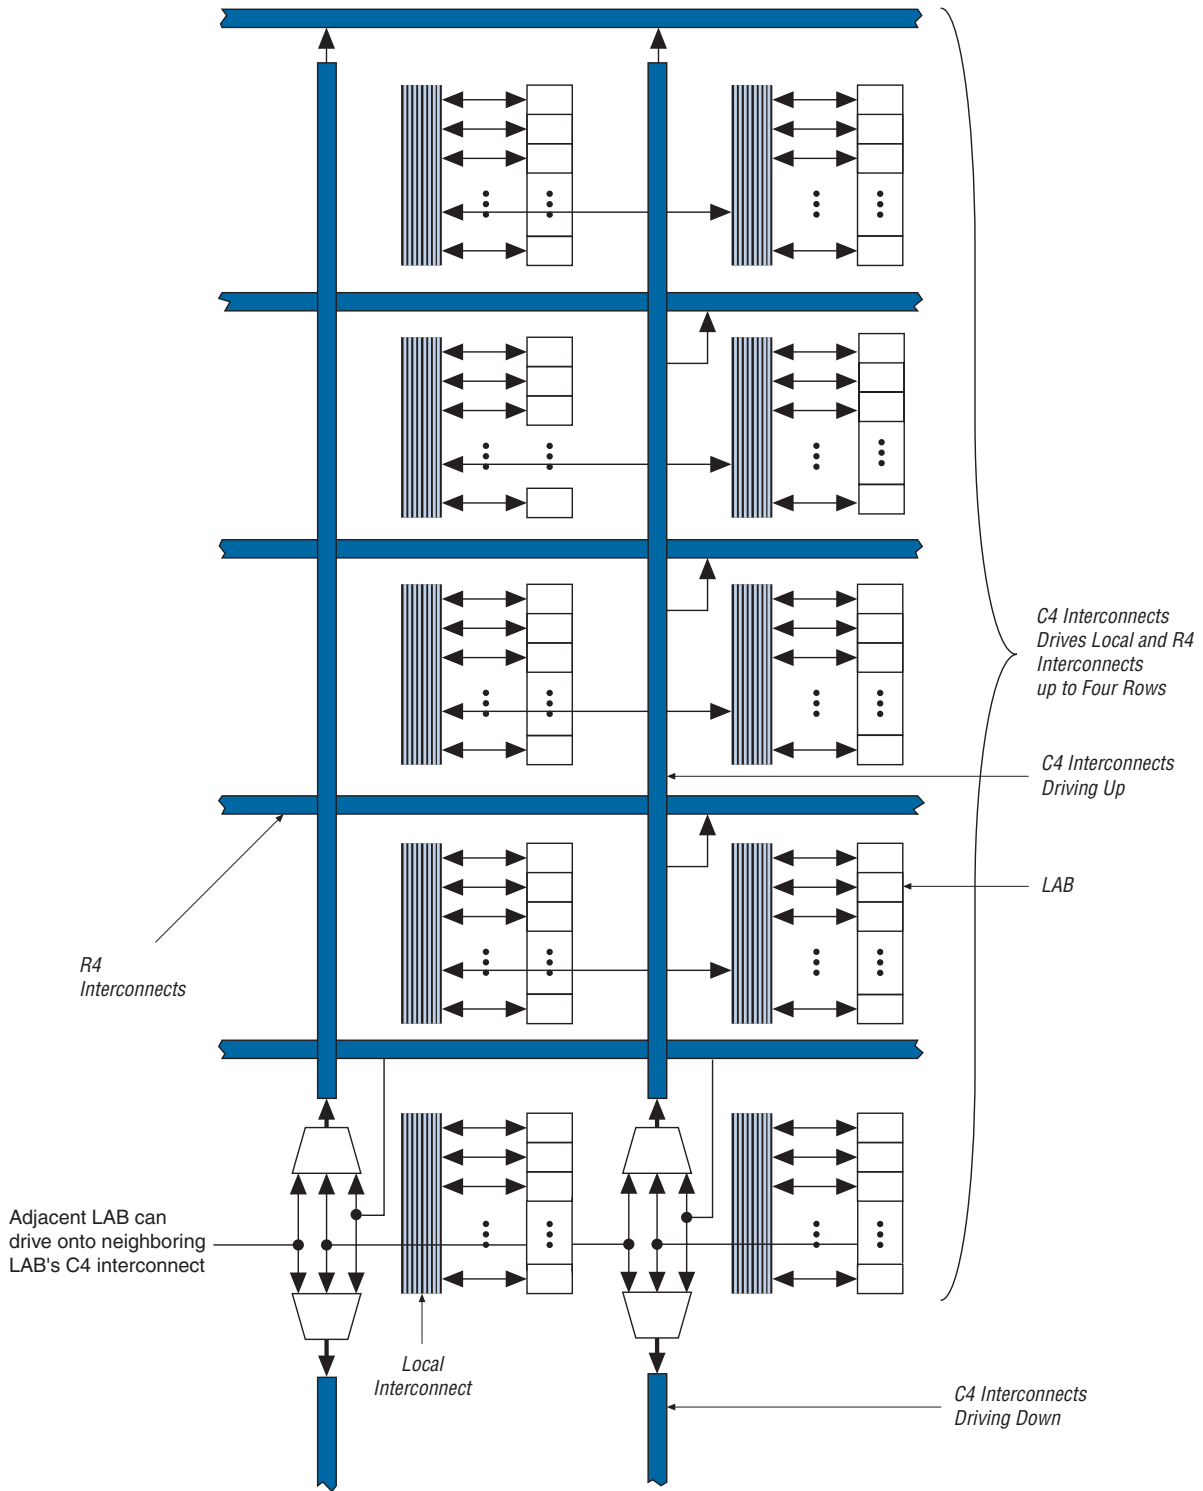 C4 Interconnects
Drives Local and R4
Interconnects
up to Four Rows
C4 Interconnects
Driving Up
LAB
R4
Interconnects
Adjacent LAB can
drive onto neighboring
LAB's C4 interconnect
Local
Interconnect
C4 Interconnects
Driving Down